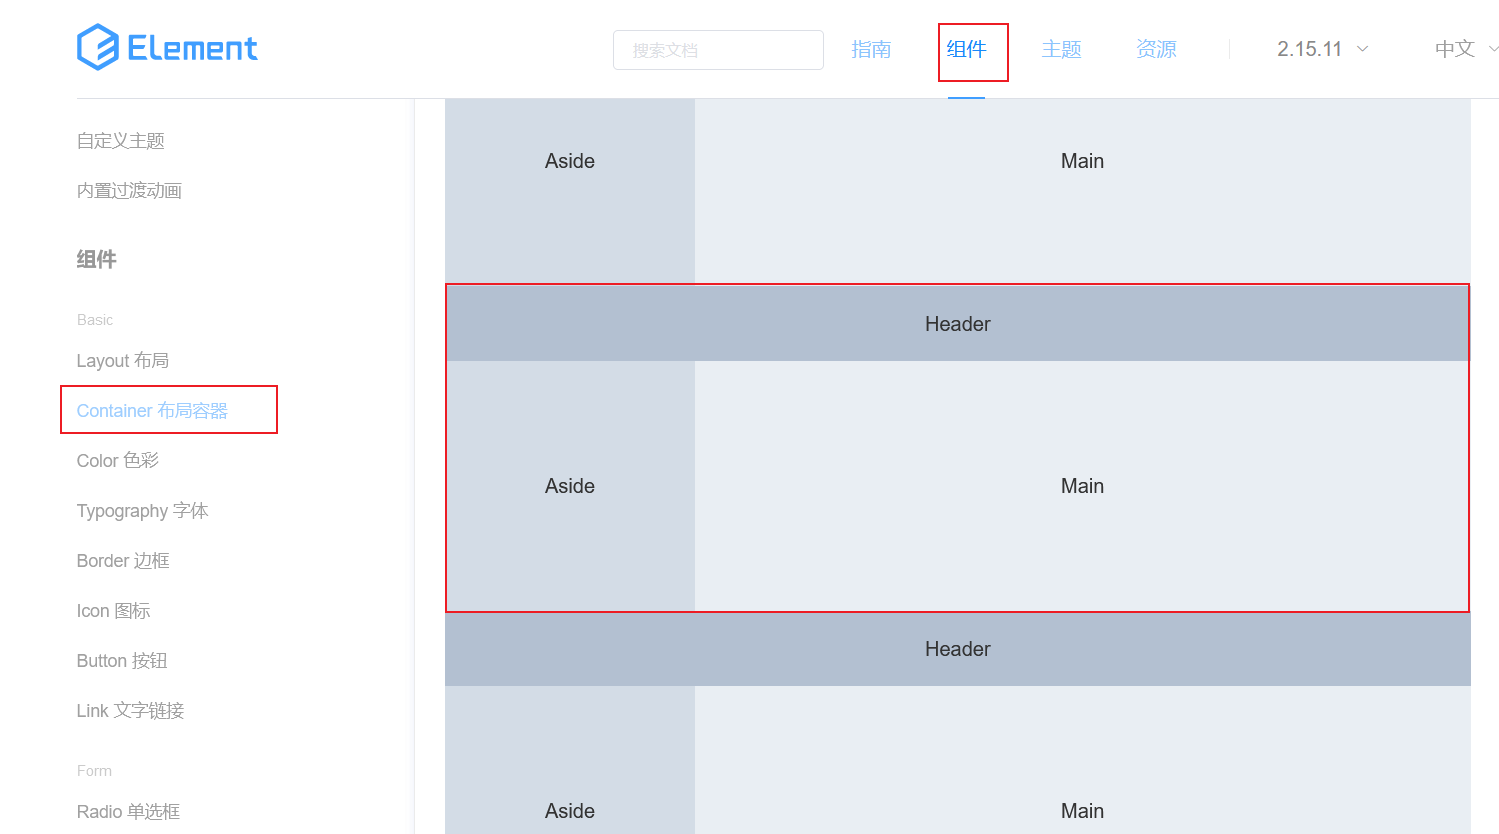 Element
搜索文档
指南
组件
主题
资源
2.15.11
中文
自定义主题
内置过渡动画
组件
Basic
Layout 布局
Container 布局容器
Color 色彩
Typography 字体
Border 边框
Icon 图标
Button 按钮
Link 文字链接
Form
Radio 单选框
Aside
Main
Header
Aside
Main
Header
Aside
Main